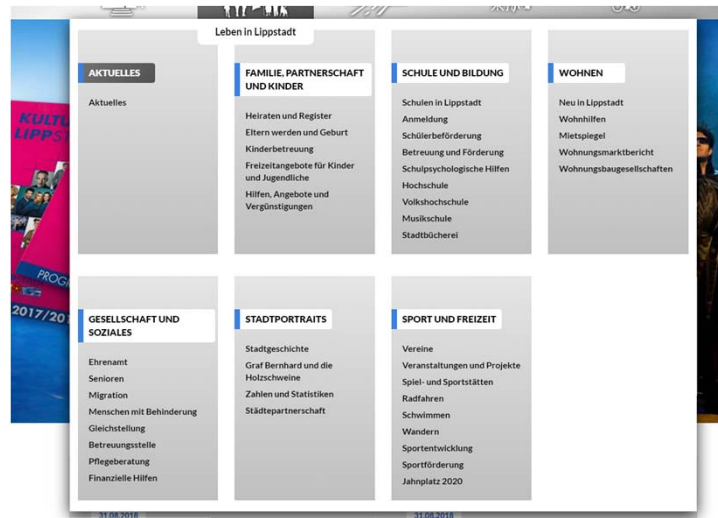 Leben in Lippstadt
AKTUELLES
Aktuelles
FAMILIE, PARTNERSCHAFT
UND KINDER
Heiraten und Register
Eltern werden und Geburt
Kinderbetreuung
Freizeitangebote für Kinder
und Jugendliche
Hilfen, Angebote und
Vergünstigungen
SCHULE UND BILDUNG
Schulen in Lippstadt
Anmeldung
Schülerbeförderung
Betreuung und Förderung
Schulpsychologische Hilfen
Hochschule
Volkshochschule
Musikschule
Stadtbücherei
WOHNEN
Neu in Lippstadt
Wohnhilfen
Mietspiegel
Wohnungsmarktbericht
Wohnungsbaugesellschaften
KULTU
LIPPS
PROG
2017/201
GESELLSCHAFT UND
SOZIALES
Ehrenamt
Senioren
Migration
Menschen mit Behinderung
Gleichstellung
Betreuungsstelle
Pflegeberatung
Finanzielle Hilfen
STADTPORTRAITS
Stadtgeschichte
Graf Bernhard und die
Holzschweine
Zahlen und Statistiken
Städtepartnerschaft
SPORT UND FREIZEIT
Vereine
Veranstaltungen und Projekte
Spiel- und Sportstätten
Radfahren
Schwimmen
Wandern
Sportentwicklung
Sportförderung
Jahnplatz 2020
31.08.2018
31.08.2018